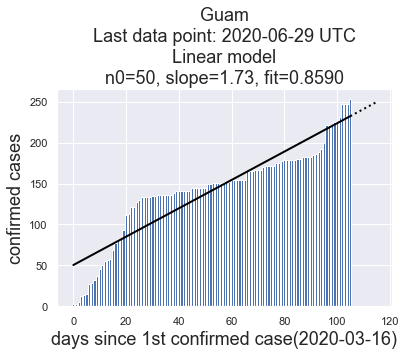 Guam
Last data point: 2020-06-29 UTC
Linear model
n0=50, slope=1.73, fit=0.8590
250
200
150
100
50
0
confirmed cases
0 20 40 60 80 100 120
days since 1st confirmed case(2020-03-16)